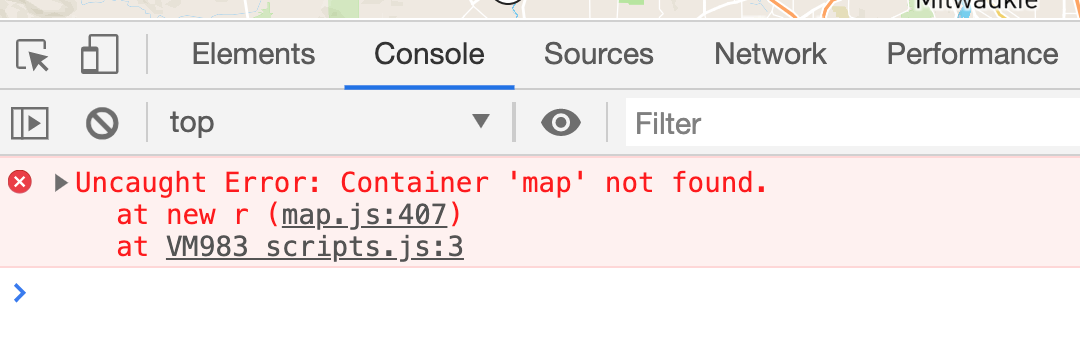 Milwaukie
Elements Console Sources Network Performance
top ▼ Filter
Uncaught Error: Container 'map' not found.
at new r (map.js:407)
at VM983 scripts.js:3